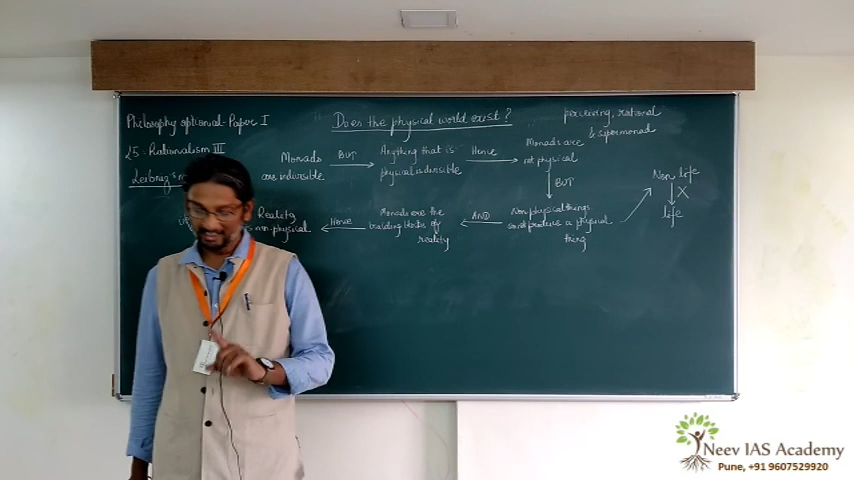 Philosophy optional-Paper I
Does the physical world exist?
perceiving, rational
& supermonad
L5: Rationalism III
Leibniz's
Monads
are indivisible
BUT
Anything that is
physical is divisible
Hence
Monads are
not physical
BUT
Non physical things
cannot produce a physical
thing
Non life
X
life
AND
Monads are the
building blocks of
reality
Hence
Reality
is non-physical
Neev IAS Academy
Pune, +91 9607529920